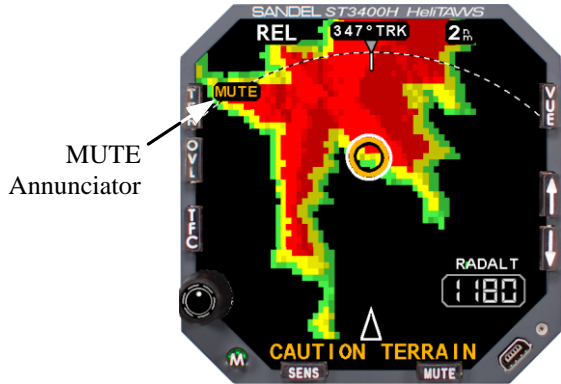 SANDEL ST3400H HeliTAWS
REL 347°TRK 2 nm
MUTE
TER
VUE
MUTE
Annunciator
OVL
TFC
RADALT
1180
M
CAUTION TERRAIN
SENS MUTE